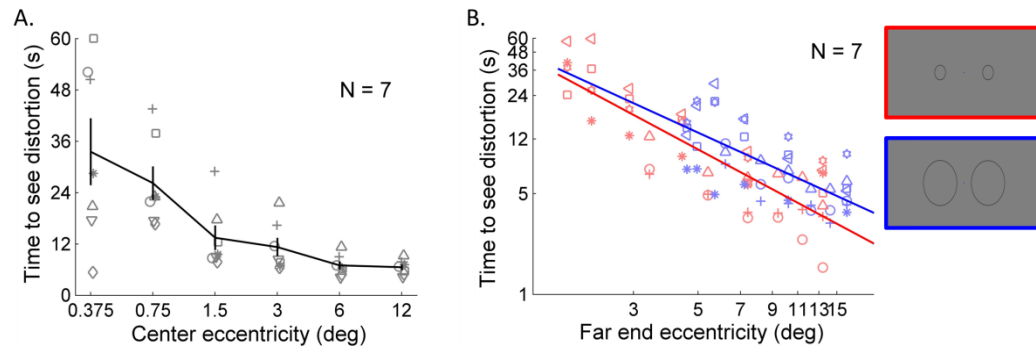 A.
Time to see distortion (s)
60
48
36
24
12
0
N = 7
0.375 0.75 1.5 3 6 12
Center eccentricity (deg)
B.
Time to see distortion (s)
60
48
36
24
12
5
1
N = 7
3 5 7 9 11 13 15
Far end eccentricity (deg)